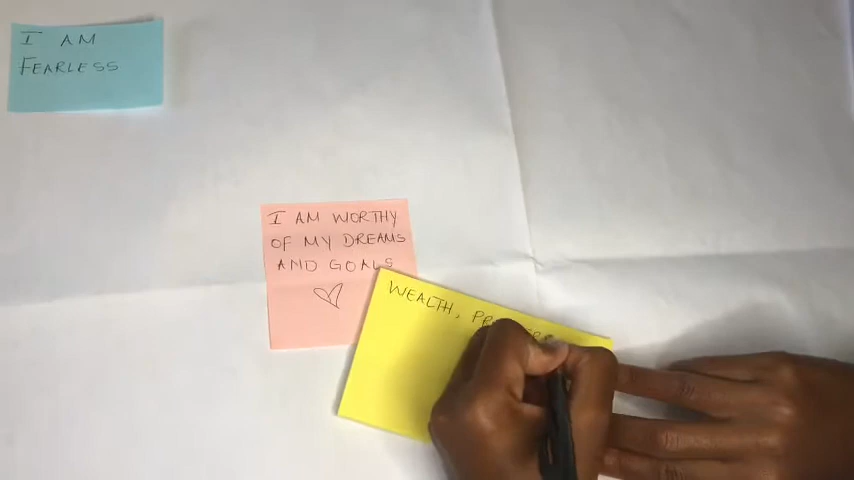 I AM
FEARLESS
I AM WORTHY
OF MY DREAMS
AND GOALS
WEALTH,